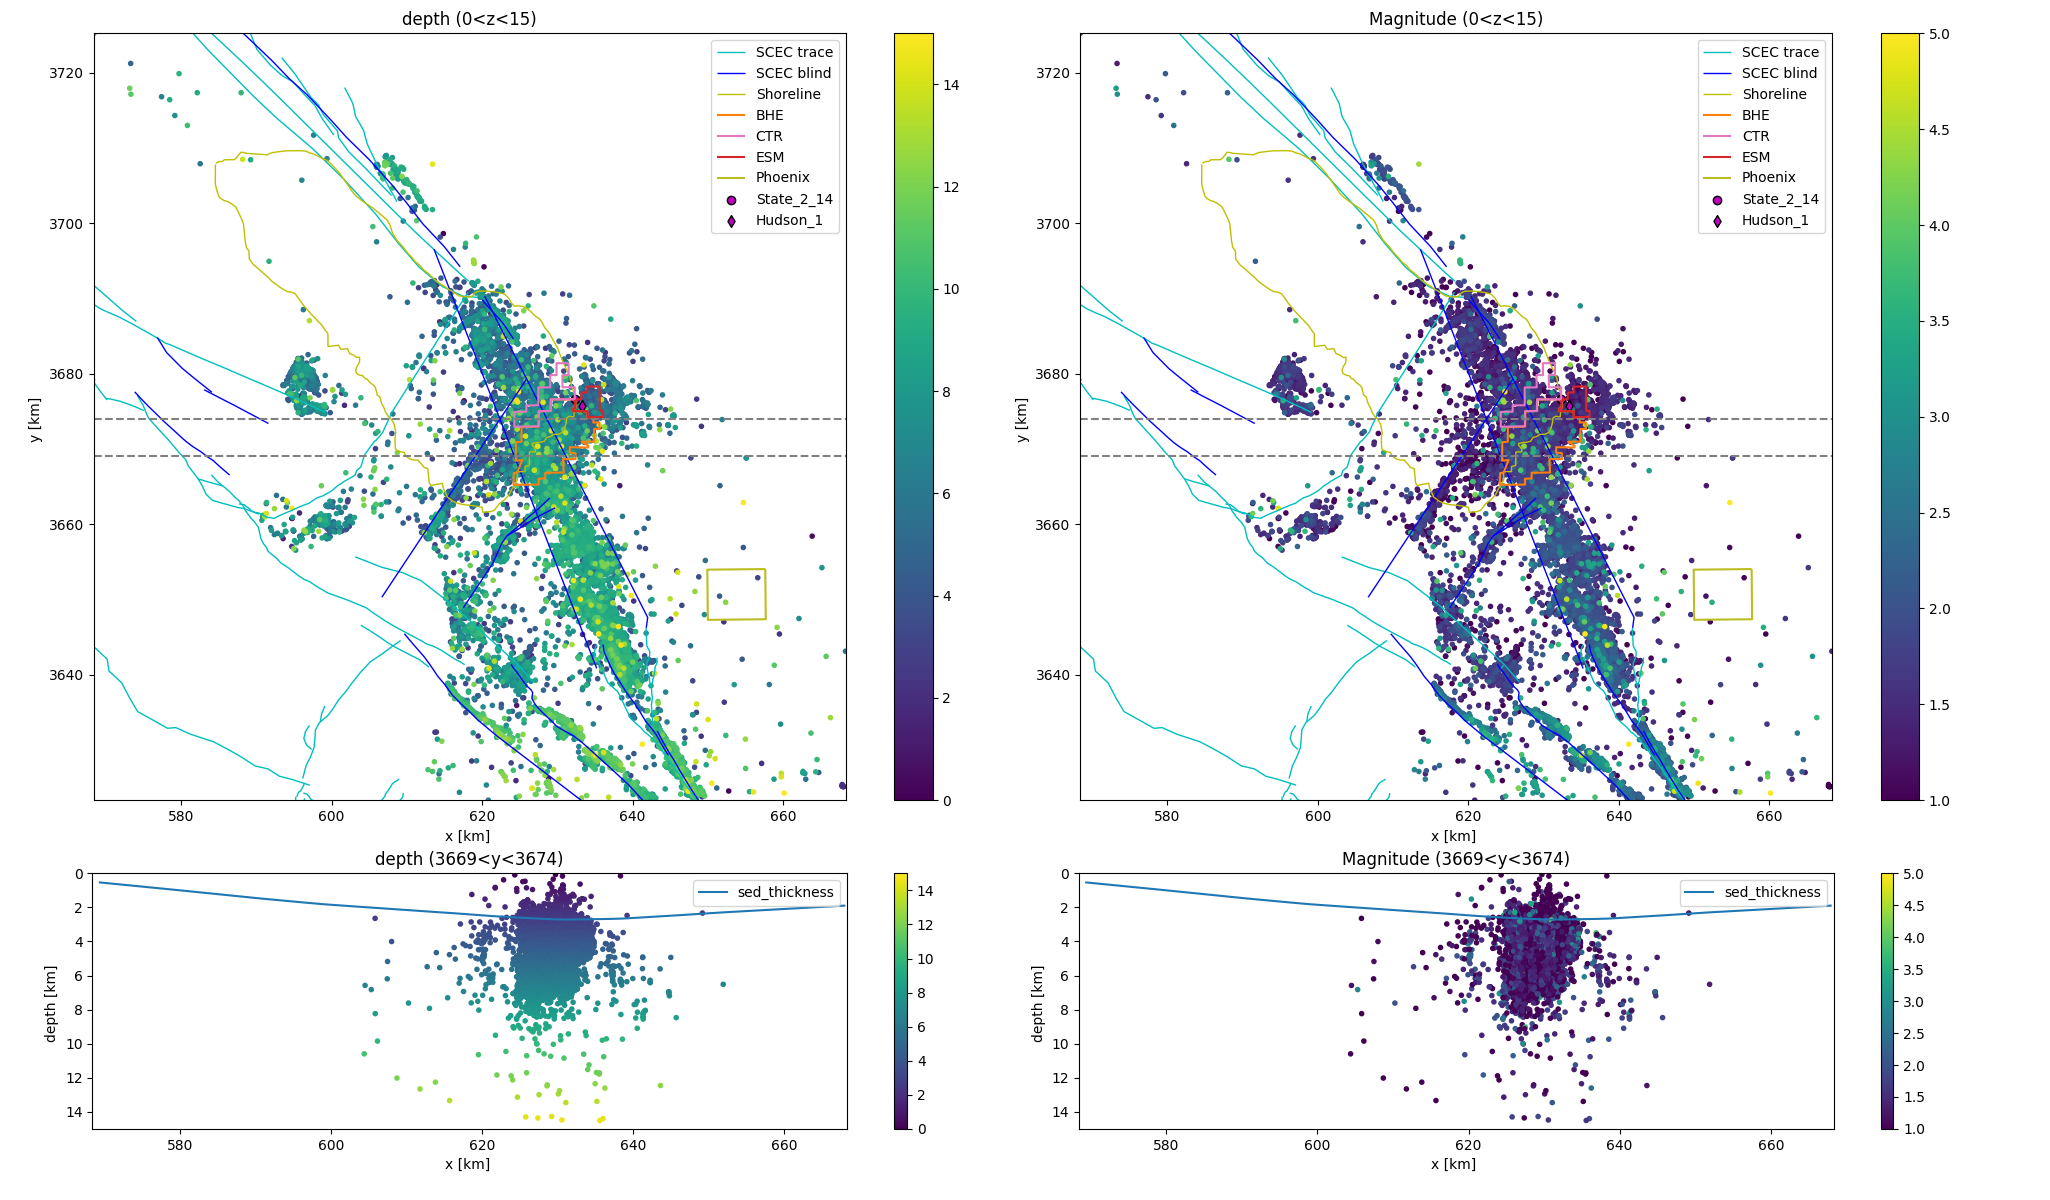 depth (0<z<15)
3720
3700
3680
3660
3640
y [km]
580
600
620
640
660
x [km]
SCEC trace
SCEC blind
Shoreline
BHE
CTR
ESM
Phoenix
State_2_14
Hudson_1
14
12
10
8
6
4
2
0
Magnitude (0<z<15)
3720
3700
3680
3660
3640
y [km]
580
600
620
640
660
x [km]
SCEC trace
SCEC blind
Shoreline
BHE
CTR
ESM
Phoenix
State_2_14
Hudson_1
5.0
4.5
4.0
3.5
3.0
2.5
2.0
1.5
1.0
depth (3669<y<3674)
0
2
4
6
8
10
12
14
depth [km]
580
600
620
640
660
x [km]
sed_thickness
14
12
10
8
6
4
2
0
Magnitude (3669<y<3674)
0
2
4
6
8
10
12
14
depth [km]
580
600
620
640
660
x [km]
sed_thickness
5.0
4.5
4.0
3.5
3.0
2.5
2.0
1.5
1.0